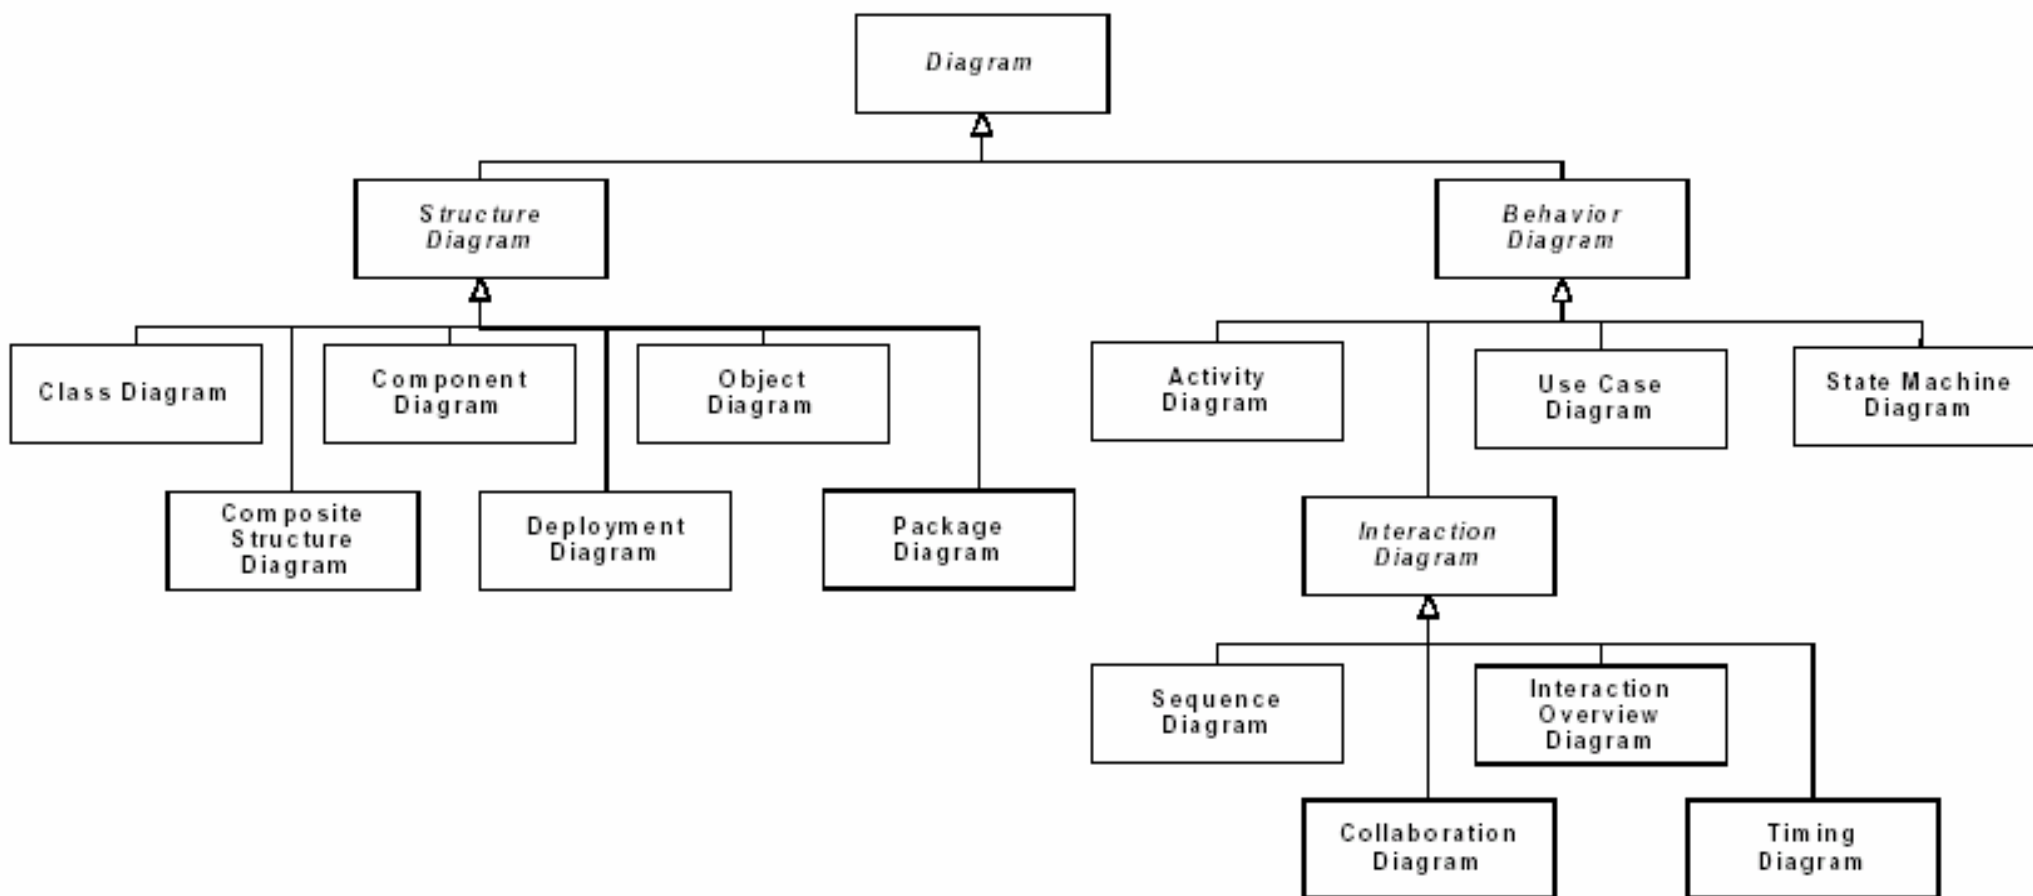 Diagram
Structure
Diagram
Behavior
Diagram
Class Diagram
Component
Diagram
Object
Diagram
Activity
Diagram
Use Case
Diagram
State Machine
Diagram
Composite
Structure
Diagram
Deployment
Diagram
Package
Diagram
Interaction
Diagram
Sequence
Diagram
Interaction
Overview
Diagram
Collaboration
Diagram
Timing
Diagram